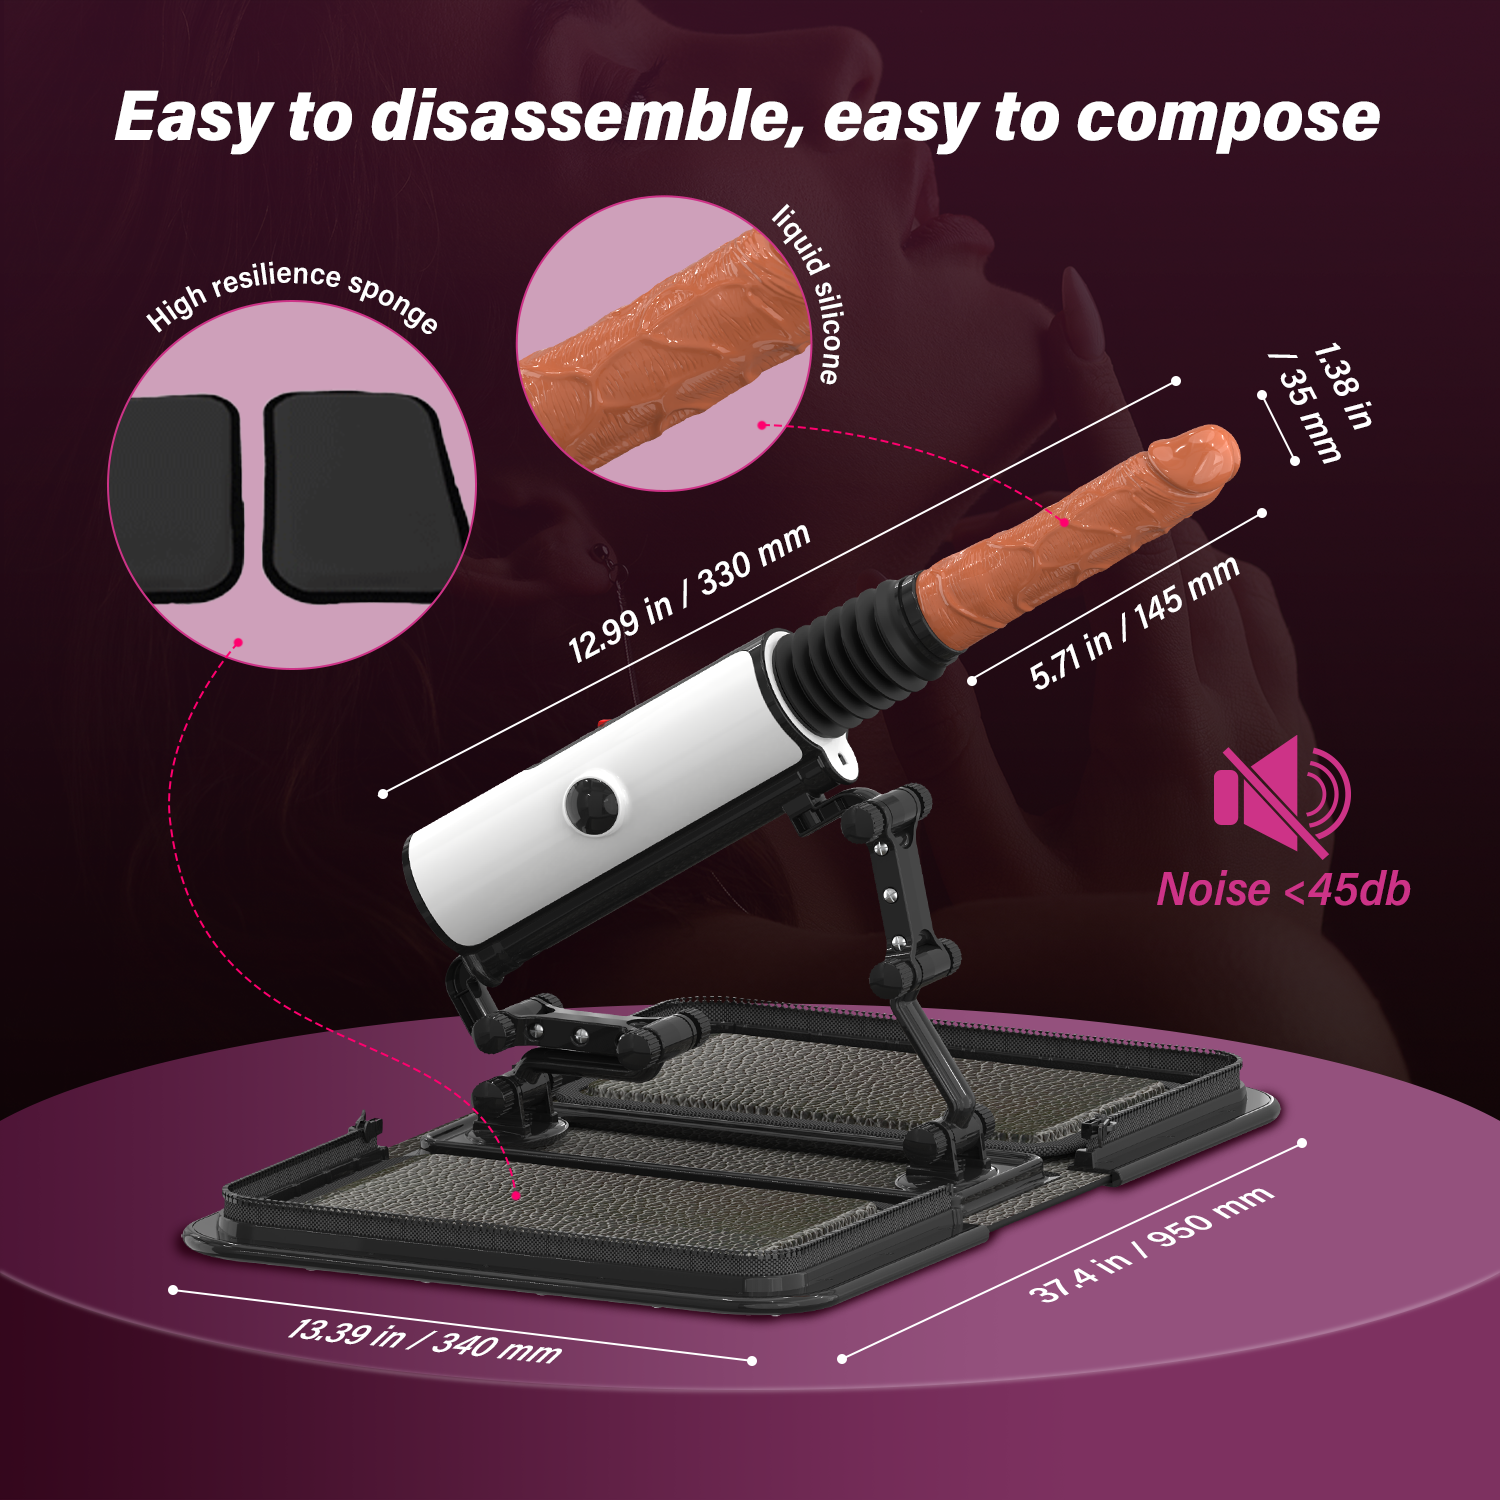 Easy to disassemble, easy to compose
liquid silicone
High resilience sponge
1.38 in
/ 35 mm
12.99 in / 330 mm
5.71 in / 145 mm
Noise <45db
37.4 in / 950 mm
13.39 in / 340 mm